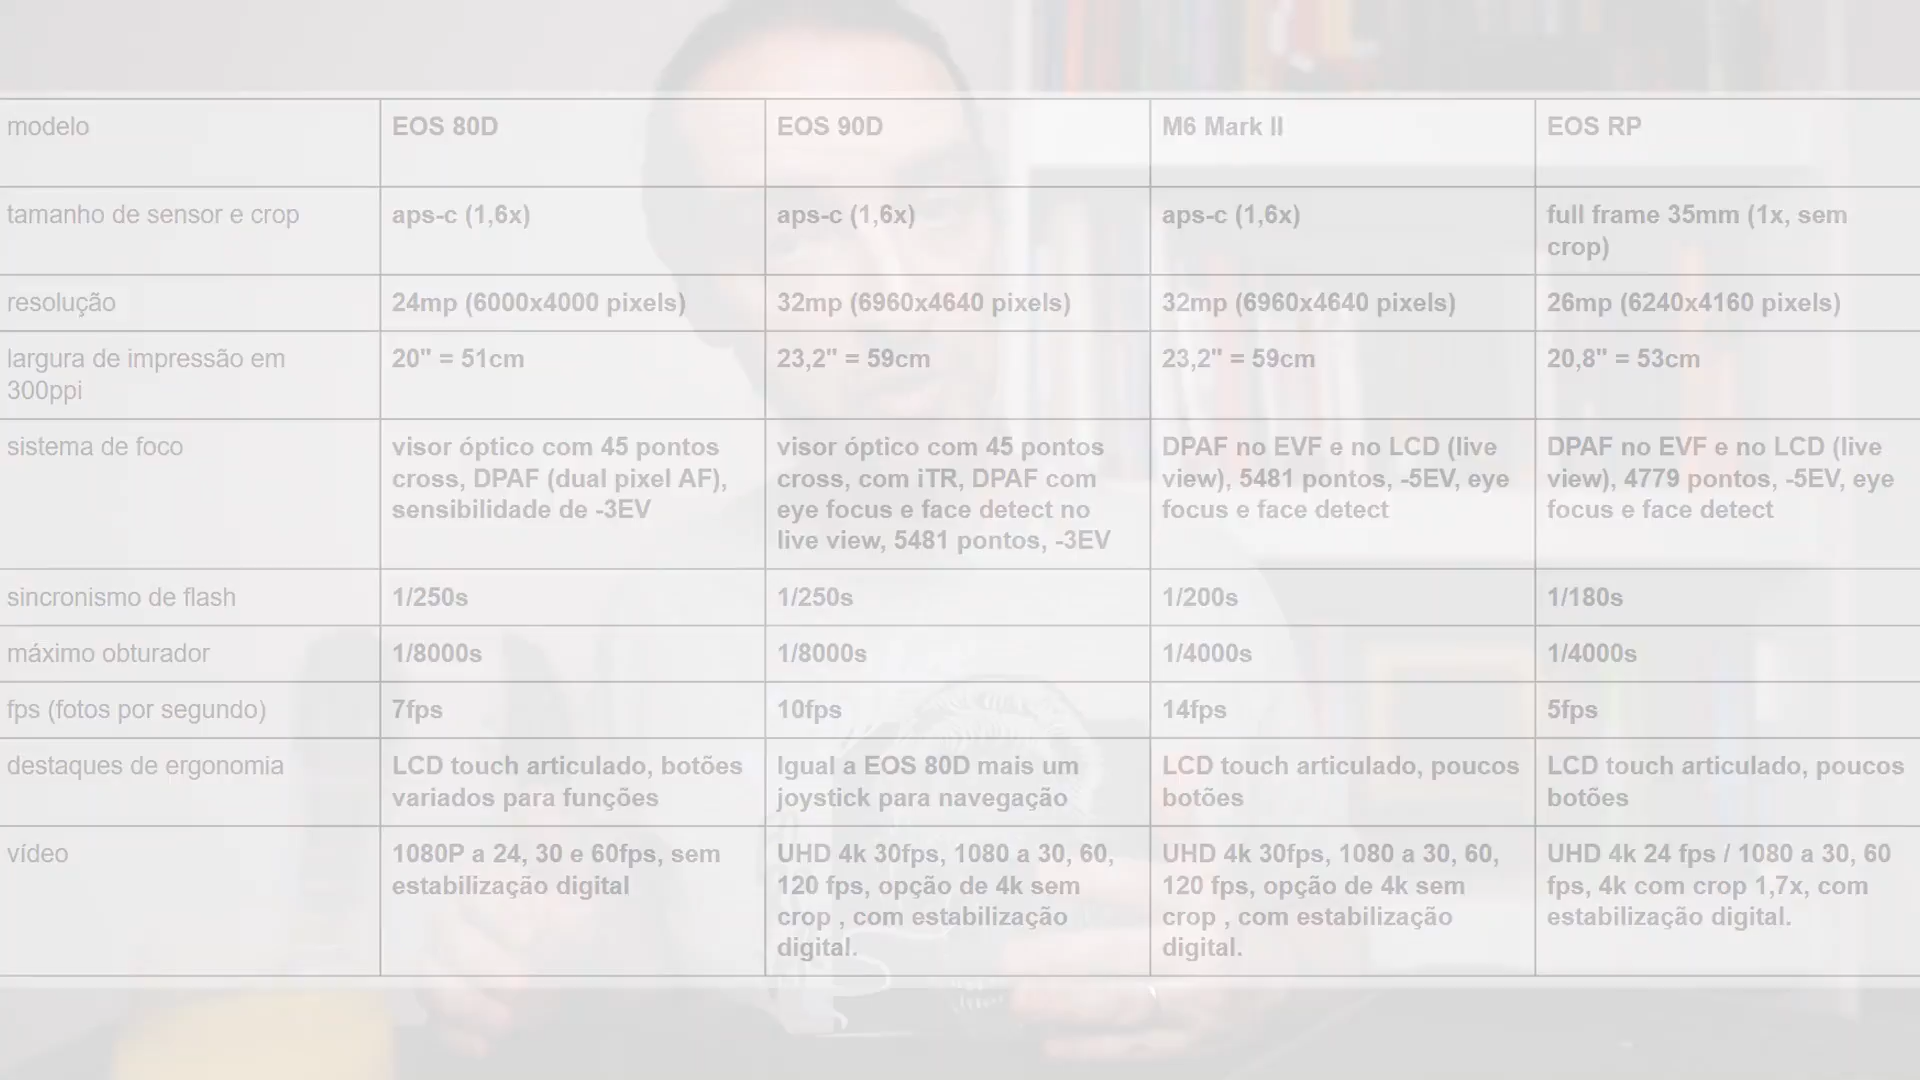 modelo
EOS 80D
EOS 90D
M6 Mark II
EOS RP
tamanho de sensor e crop
aps-c (1,6x)
aps-c (1,6x)
aps-c (1,6x)
full frame 35mm (1x, sem
crop)
resolução
24mp (6000x4000 pixels)
32mp (6960x4640 pixels)
32mp (6960x4640 pixels)
26mp (6240x4160 pixels)
largura de impressão em
300ppi
20" = 51cm
23,2" = 59cm
23,2" = 59cm
20,8" = 53cm
sistema de foco
visor óptico com 45 pontos
cross, DPAF (dual pixel AF),
sensibilidade de -3EV
visor óptico com 45 pontos
cross, com iTR, DPAF com
eye focus e face detect no
live view, 5481 pontos, -3EV
DPAF no EVF e no LCD (live
view), 5481 pontos, -5EV, eye
focus e face detect
DPAF no EVF e no LCD (live
view), 4779 pontos, -5EV, eye
focus e face detect
sincronismo de flash
1/250s
1/250s
1/200s
1/180s
máximo obturador
1/8000s
1/8000s
1/4000s
1/4000s
fps (fotos por segundo)
7fps
10fps
14fps
5fps
destaques de ergonomia
LCD touch articulado, botões
variados para funções
Igual a EOS 80D mais um
joystick para navegação
LCD touch articulado, poucos
botões
LCD touch articulado, poucos
botões
vídeo
1080P a 24, 30 e 60fps, sem
estabilização digital
UHD 4k 30fps, 1080 a 30, 60,
120 fps, opção de 4k sem
crop , com estabilização
digital.
UHD 4k 30fps, 1080 a 30, 60,
120 fps, opção de 4k sem
crop , com estabilização
digital.
UHD 4k 24 fps / 1080 a 30, 60
fps, 4k com crop 1,7x, com
estabilização digital.